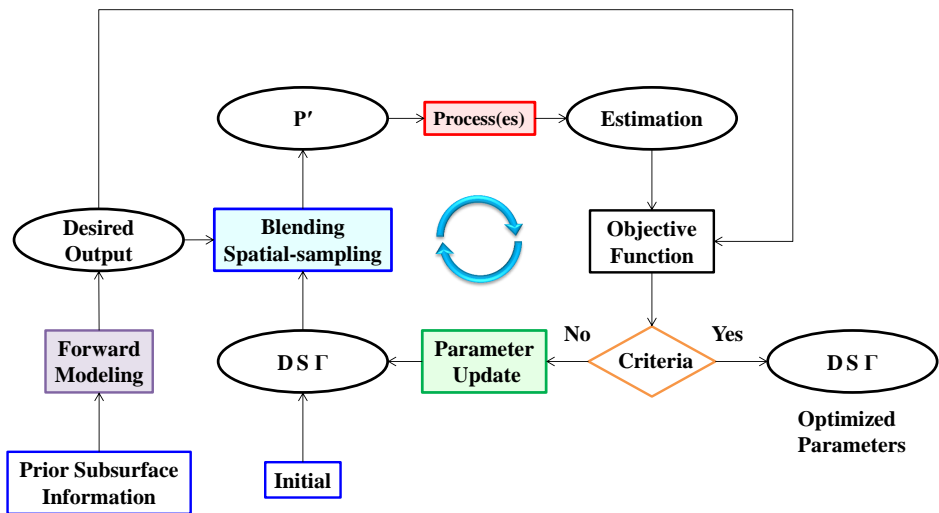 P′
Process(es)
Estimation
Desired
Output
Blending
Spatial-sampling
Objective
Function
No
Yes
Forward
Modeling
D S Γ
Parameter
Update
Criteria
D S Γ
Optimized
Parameters
Prior Subsurface
Information
Initial